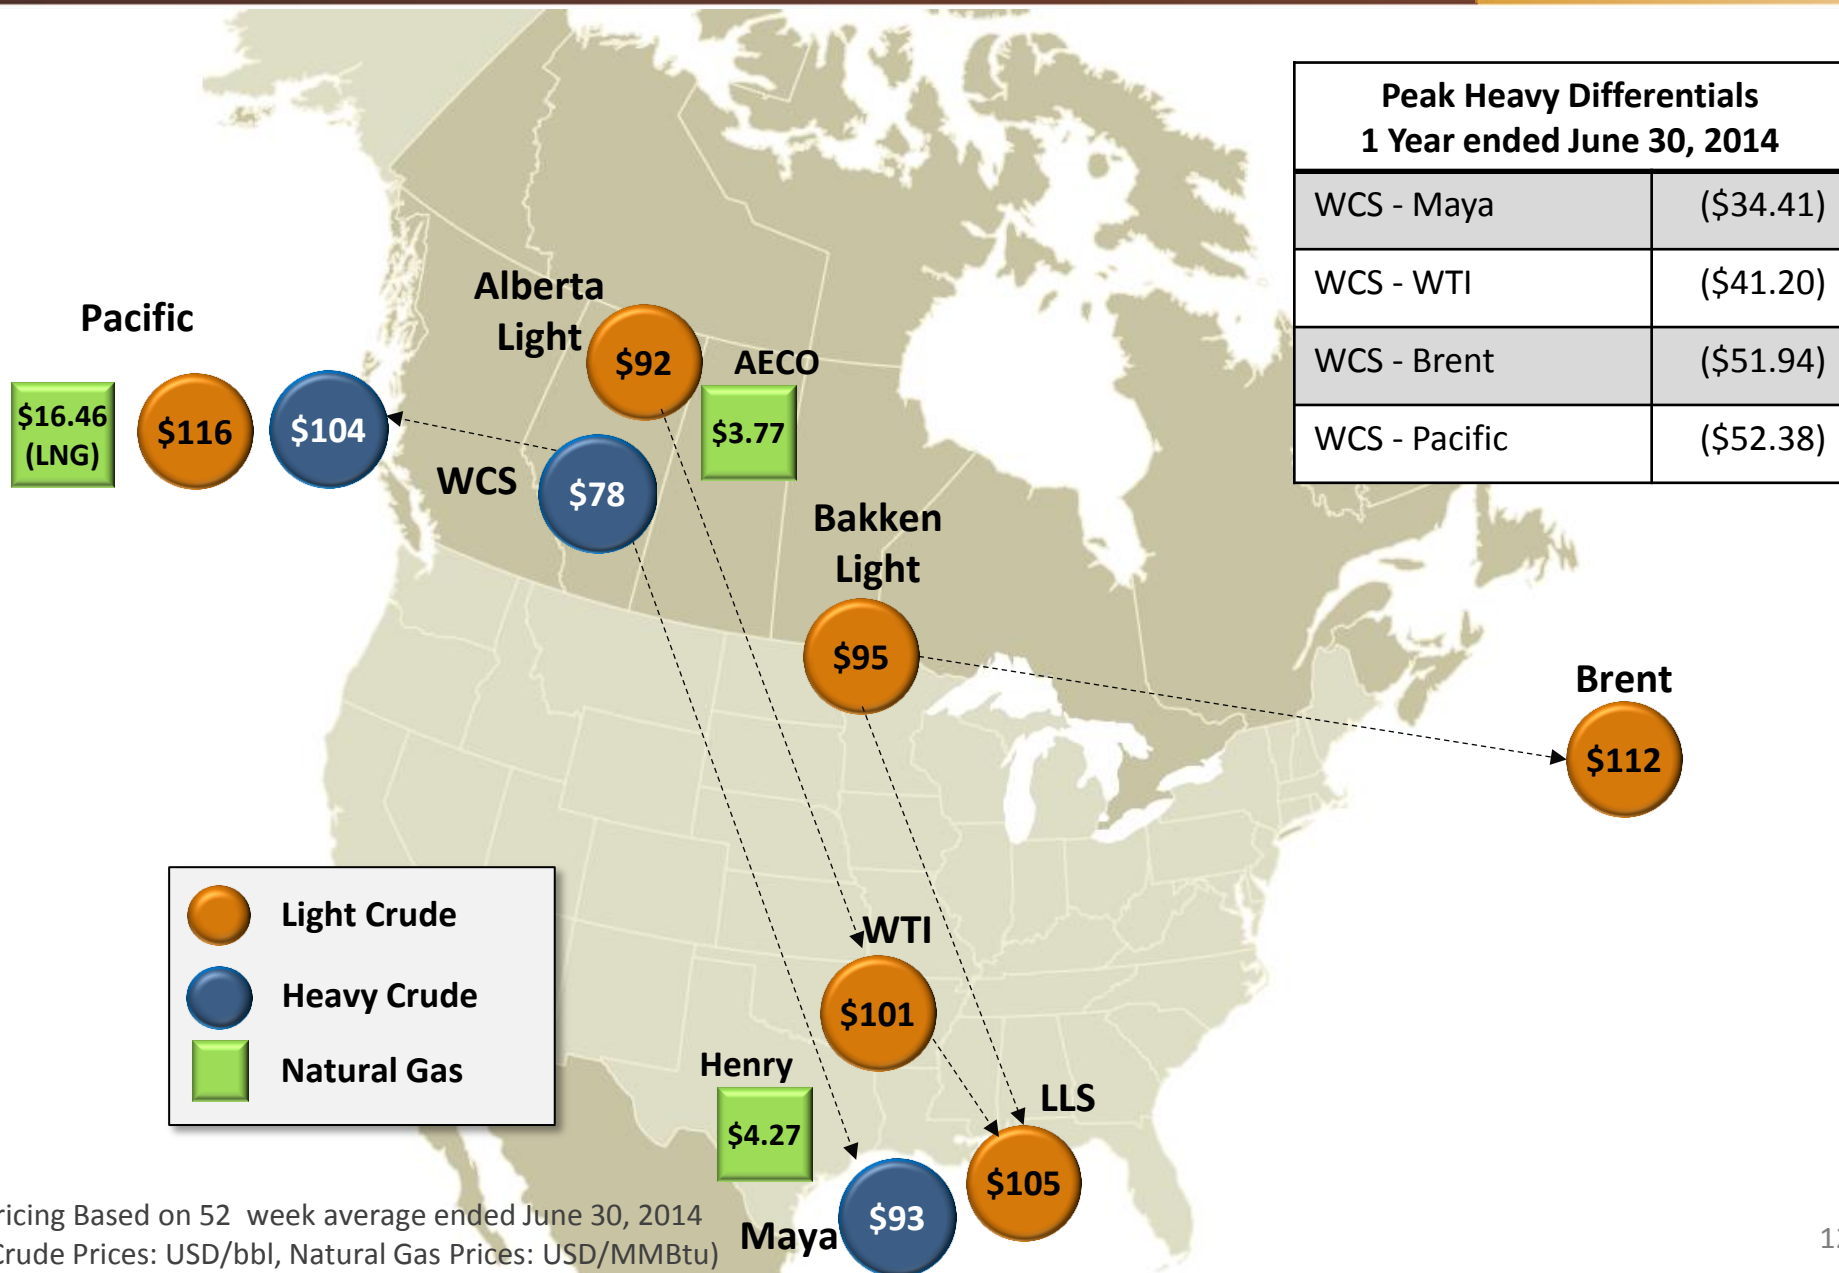 Peak Heavy Differentials
1 Year ended June 30, 2014
WCS - Maya ($34.41)
WCS - WTI ($41.20)
WCS - Brent ($51.94)
WCS - Pacific ($52.38)
Pacific
$16.46
(LNG)
$116
$104
Alberta
Light
$92
AECO
$3.77
WCS
$78
Bakken
Light
$95
Brent
$112
Light Crude
Heavy Crude
Natural Gas
WTI
$101
Henry
$4.27
LLS
$105
Maya
$93
Based on 52 week average ended June 30, 2014
Prices: USD/bbl, Natural Gas Prices: USD/MMBtu)